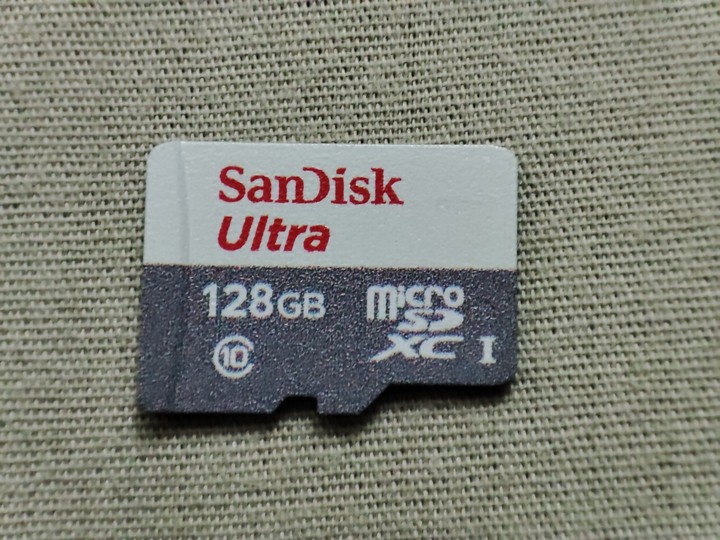 SanDisk
Ultra
128GB
micro
SD
XC I
10